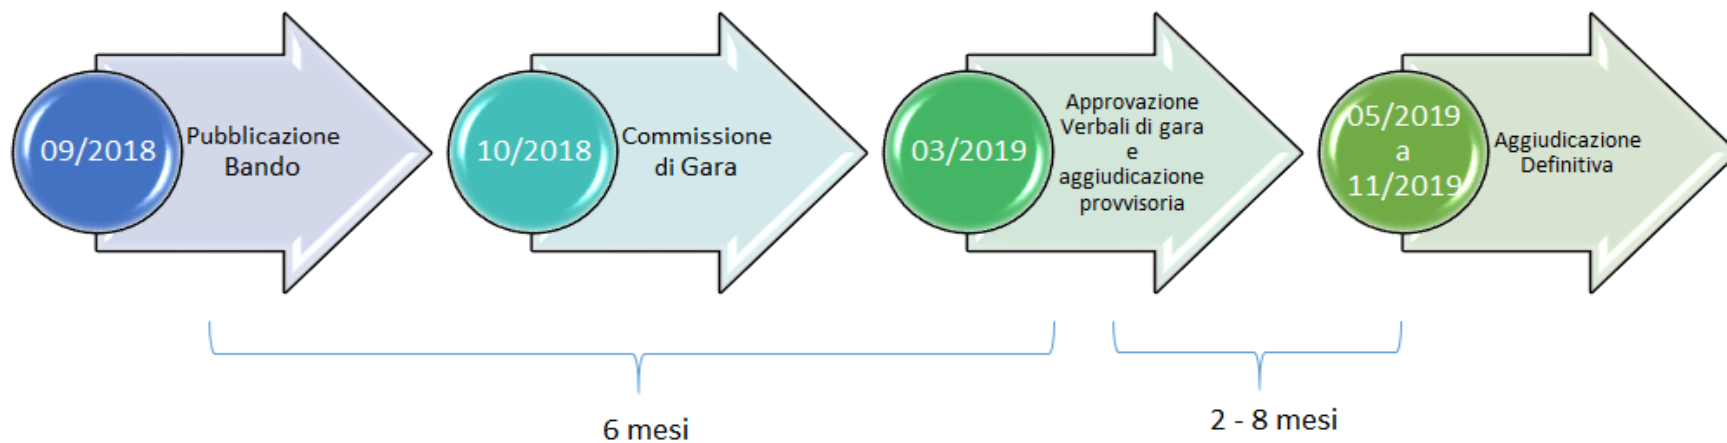 09/2018
Pubblicazione
Bando
10/2018
Commissione
di Gara
03/2019
Approvazione
Verbali di gara
e
aggiudicazione
provvisoria
05/2019
a
11/2019
Aggiudicazione
Definitiva
6 mesi
2 - 8 mesi